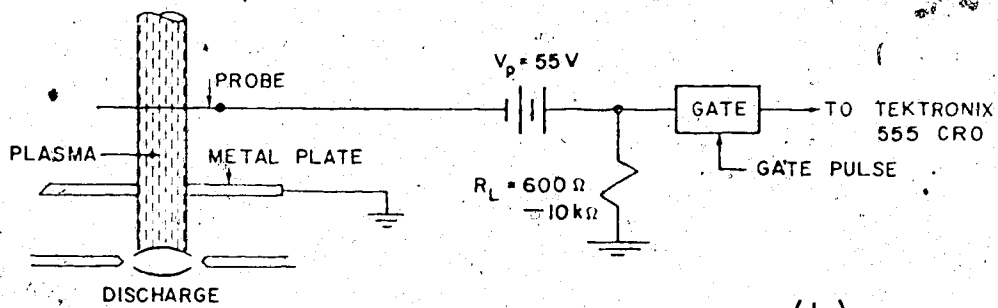 V_p = 55 V
PROBE
GATE
TO TEKTRONIX
555 CRO
PLASMA
METAL PLATE
GATE PULSE
R_L = 600 Ω
— 10 kΩ
DISCHARGE
(b)